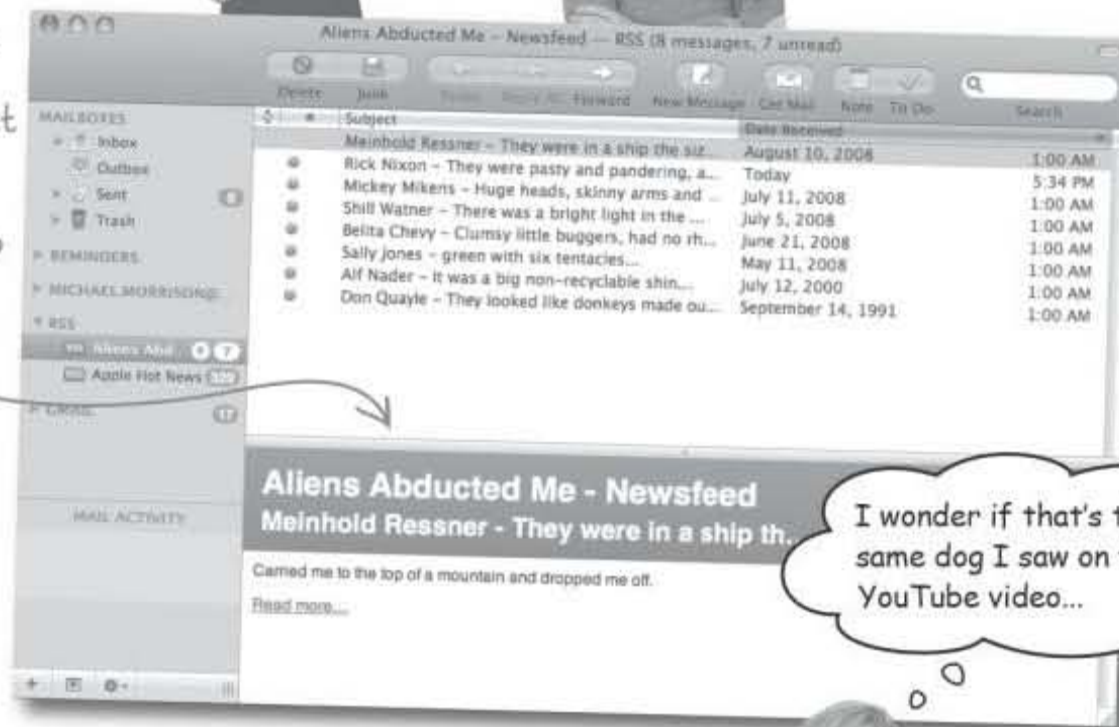 t
Aliens Abducted Me – Newsfeed — RSS (8 messages, 7 unread)
Delete Junk Reply All Forward New Message Get Mail Note To Do Search
MAILBOXES
Inbox
Outbox
Sent
Trash
REMINDERS
MICHAEL.MORRISON@...
RSS
Aliens Abd... 7
Apple Hot News
GMAIL 17
MAIL ACTIVITY
Subject Date Received
Meinhold Ressner – They were in a ship the siz... August 10, 2008 1:00 AM
Rick Nixon – They were pasty and pandering, a... Today 5:34 PM
Mickey Mikens – Huge heads, skinny arms and ... July 11, 2008 1:00 AM
Shill Watner – There was a bright light in the .... July 5, 2008 1:00 AM
Belita Chevy – Clumsy little buggers, had no rh... June 21, 2008 1:00 AM
Sally Jones – green with six tentacles... May 11, 2008 1:00 AM
Alf Nader – It was a big non-recyclable shin.... July 12, 2000 1:00 AM
Don Quayle – They looked like donkeys made ou... September 14, 1991 1:00 AM
Aliens Abducted Me - Newsfeed
Meinhold Ressner - They were in a ship th...
Carried me to the top of a mountain and dropped me off.
Read more...
I wonder if that's t
same dog I saw on
YouTube video...